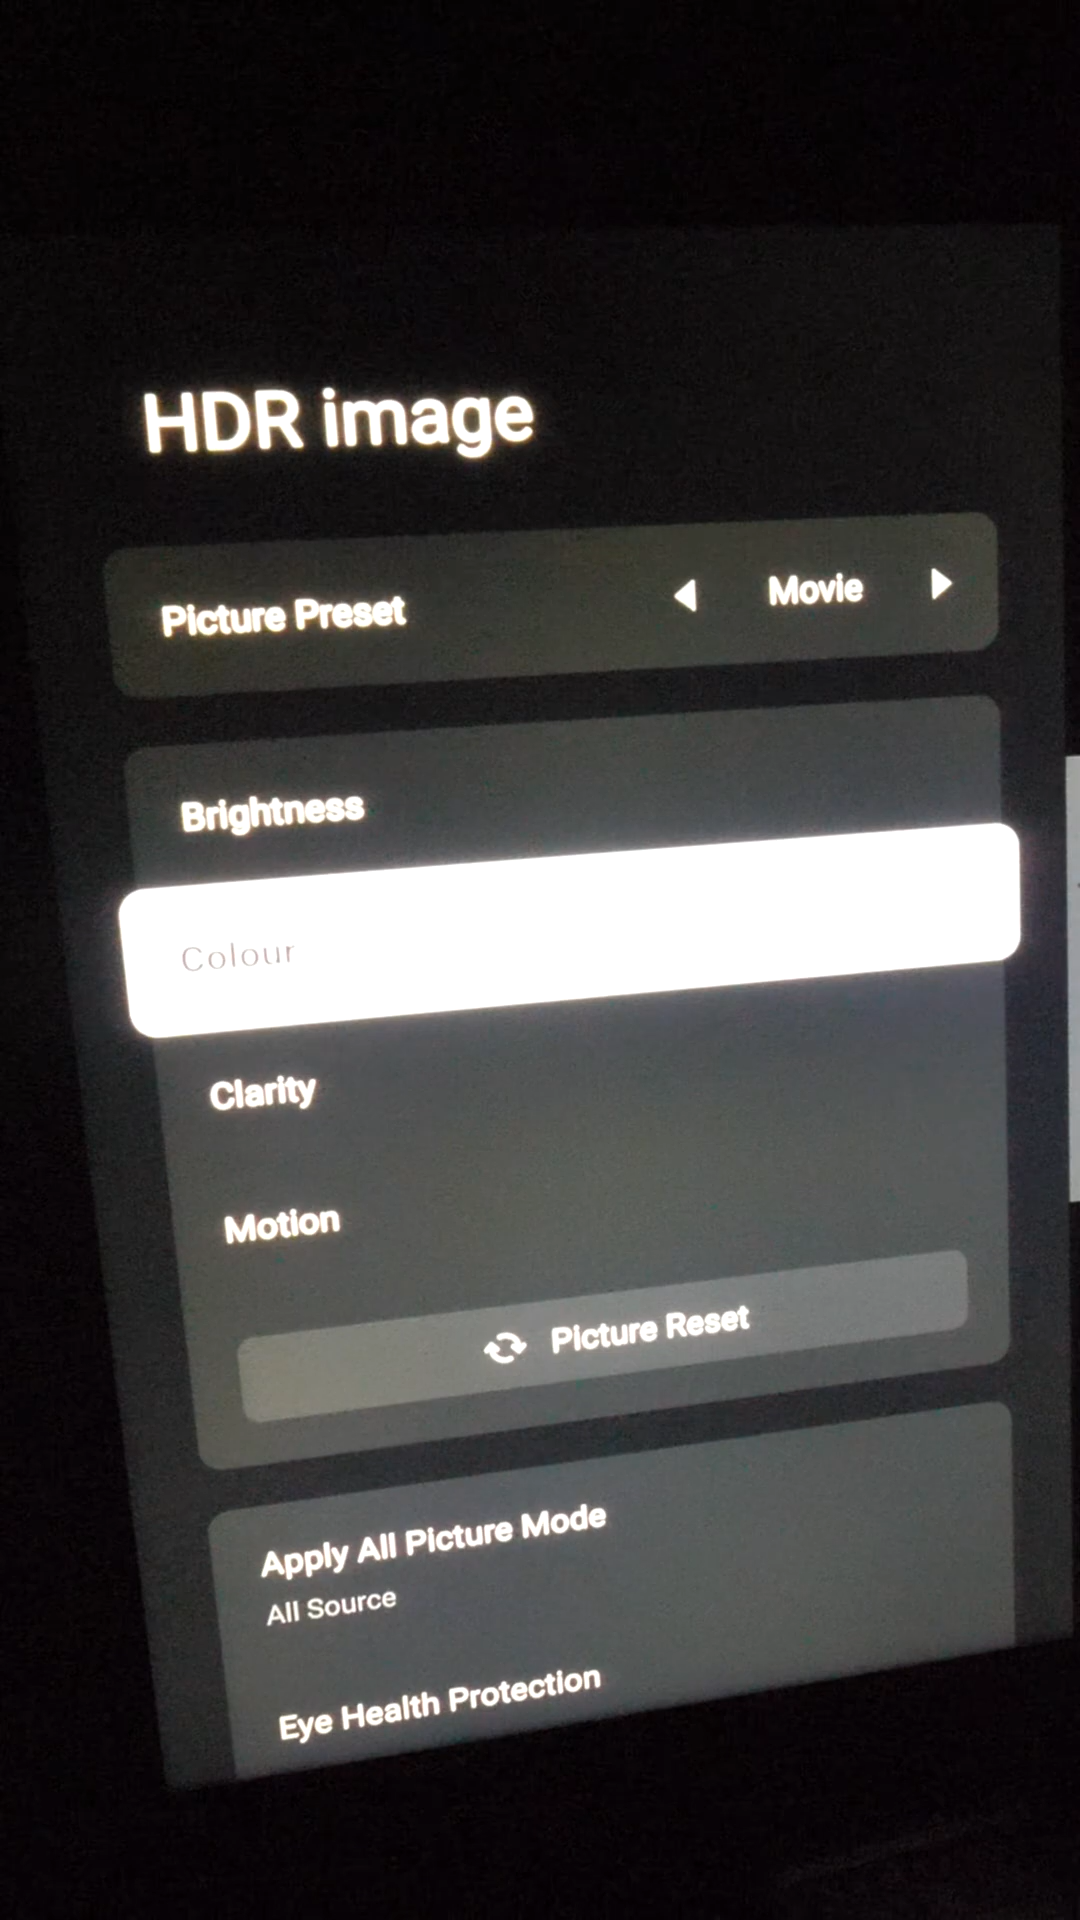 HDR image
Picture Preset Movie
Brightness
Colour
Clarity
Motion
Picture Reset
Apply All Picture Mode
All Source
Eye Health Protection